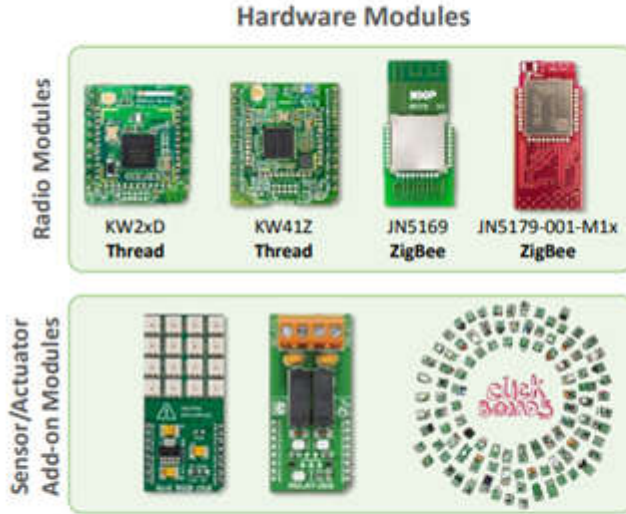 Hardware Modules
Radio Modules
KW2xD
Thread
KW41Z
Thread
NXP
JN5169
ZigBee
JN5179-001-M1x
ZigBee
Sensor/Actuator
Add-on Modules
click
BOARDS